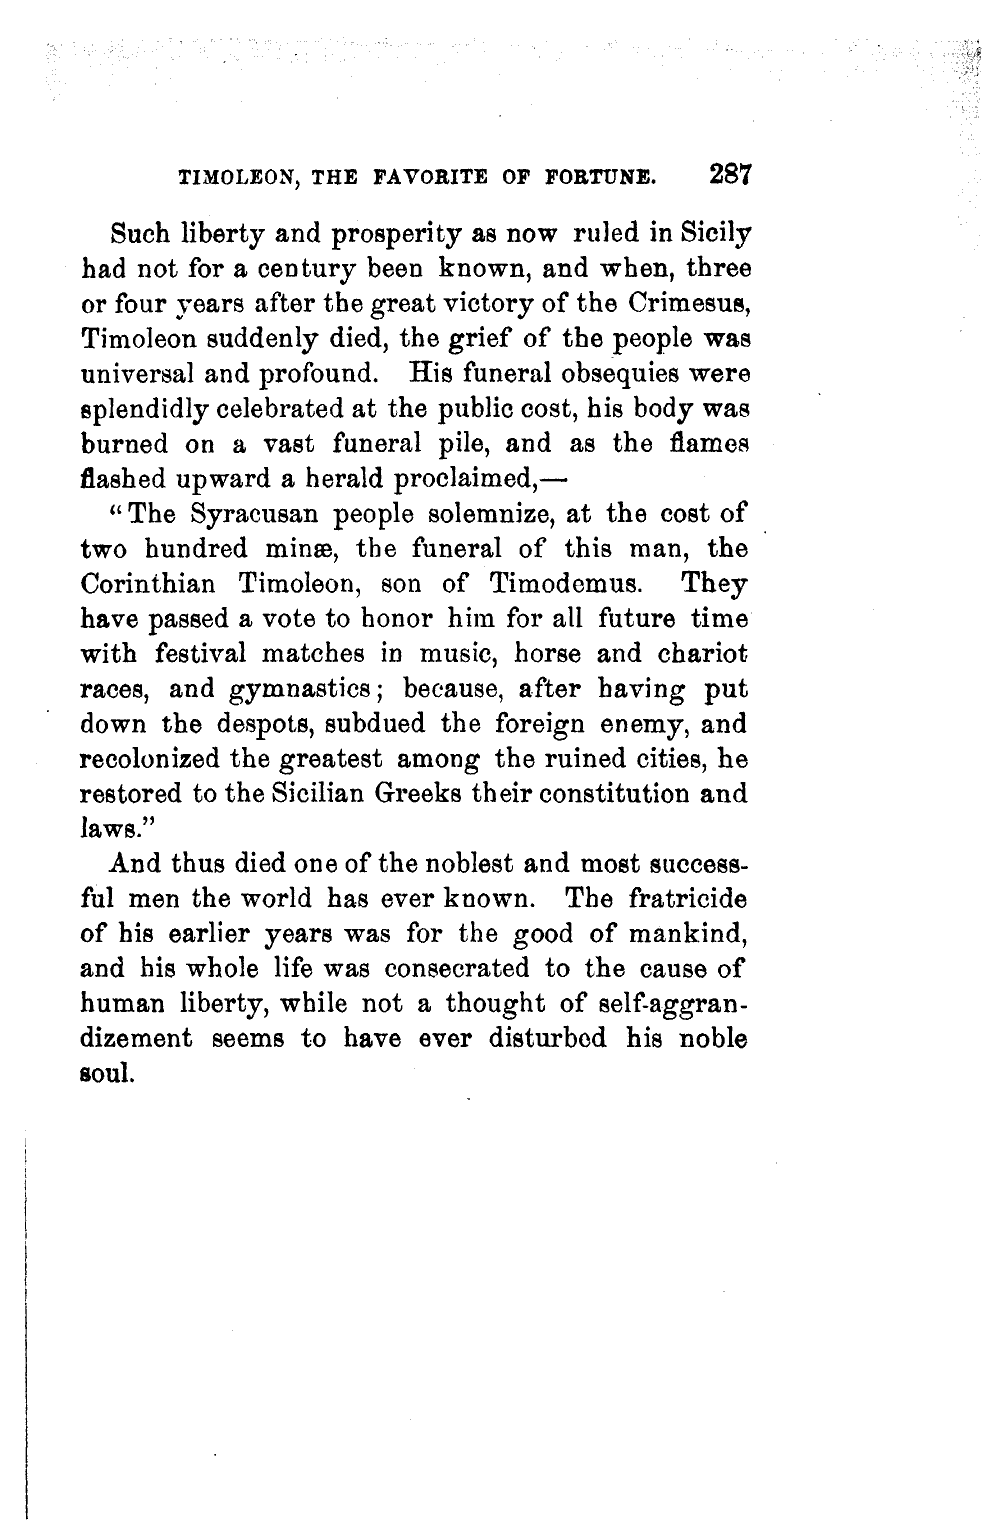 TIMOLEON, THE FAVORITE OF FORTUNE. 287
Such liberty and prosperity as now ruled in Sicily
had not for a century been known, and when, three
or four years after the great victory of the Crimesus,
Timoleon suddenly died, the grief of the people was
universal and profound. His funeral obsequies were
splendidly celebrated at the public cost, his body was
burned on a vast funeral pile, and as the flames
flashed upward a herald proclaimed,—
“The Syracusan people solemnize, at the cost of
two hundred minæ, the funeral of this man, the
Corinthian Timoleon, son of Timodemus. They
have passed a vote to honor him for all future time
with festival matches in music, horse and chariot
races, and gymnastics; because, after having put
down the despots, subdued the foreign enemy, and
recolonized the greatest among the ruined cities, he
restored to the Sicilian Greeks their constitution and
laws.”
And thus died one of the noblest and most success-
ful men the world has ever known. The fratricide
of his earlier years was for the good of mankind,
and his whole life was consecrated to the cause of
human liberty, while not a thought of self-aggran-
dizement seems to have ever disturbed his noble
soul.